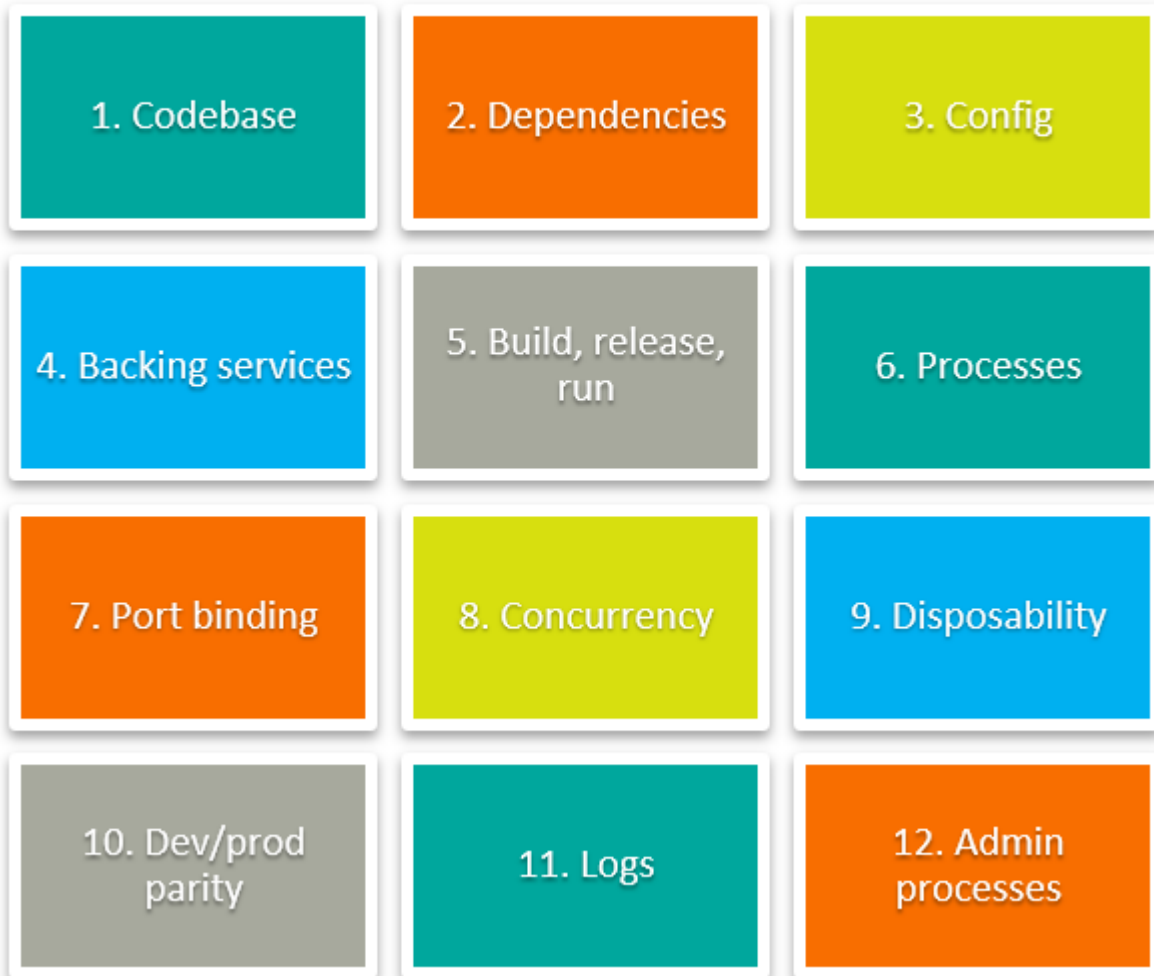 1. Codebase
2. Dependencies
3. Config
4. Backing services
5. Build, release,
run
6. Processes
7. Port binding
8. Concurrency
9. Disposability
10. Dev/prod
parity
11. Logs
12. Admin
processes